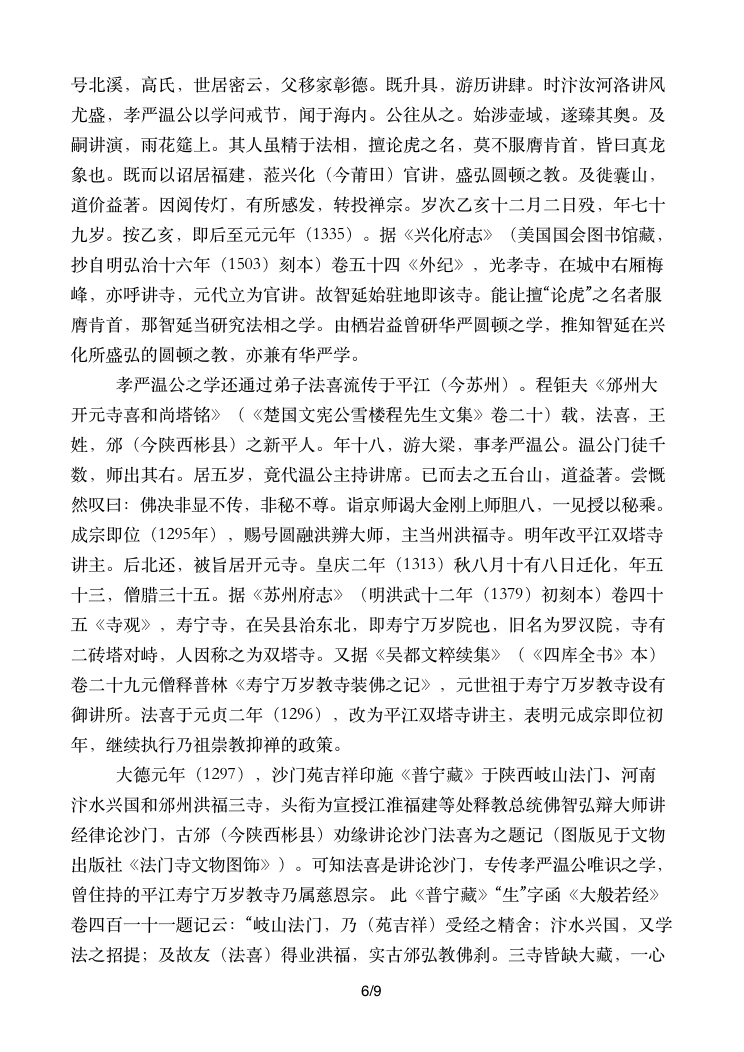 号北溪，高氏，世居密云，父移家彰德。既升具，游历讲肆。时汴汝河洛讲风
尤盛，孝严温公以学问戒节，闻于海内。公往从之。始涉壶域，遂臻其奥。及
嗣讲演，雨花筵上。其人虽精于法相，擅论虎之名，莫不服膺肯首，皆曰真龙
象也。既而以诏居福建，蒞兴化（今莆田）官讲，盛弘圆顿之教。及徙囊山，
道价益著。因阅传灯，有所感发，转投禅宗。岁次乙亥十二月二日殁，年七十
九岁。按乙亥，即后至元元年（1335）。据《兴化府志》（美国国会图书馆藏，
抄自明弘治十六年（1503）刻本）卷五十四《外纪》，光孝寺，在城中右厢梅
峰，亦呼讲寺，元代立为官讲。故智延始驻地即该寺。能让擅“论虎”之名者服
膺肯首，那智延当研究法相之学。由栖岩益曾研华严圆顿之学，推知智延在兴
化所盛弘的圆顿之教，亦兼有华严学。
孝严温公之学还通过弟子法喜流传于平江（今苏州）。程钜夫《邠州大
开元寺喜和尚塔铭》（《楚国文宪公雪楼程先生文集》卷二十）载，法喜，王
姓，邠（今陕西彬县）之新平人。年十八，游大梁，事孝严温公。温公门徒千
数，师出其右。居五岁，竟代温公主持讲席。已而去之五台山，道益著。尝慨
然叹曰：佛决非显不传，非秘不尊。诣京师谒大金刚上师胆八，一见授以秘乘。
成宗即位（1295年），赐号圆融洪辨大师，主当州洪福寺。明年改平江双塔寺
讲主。后北还，被旨居开元寺。皇庆二年（1313）秋八月十有八日迁化，年五
十三，僧腊三十五。据《苏州府志》（明洪武十二年（1379）初刻本）卷四十
五《寺观》，寿宁寺，在吴县治东北，即寿宁万岁院也，旧名为罗汉院，寺有
二砖塔对峙，人因称之为双塔寺。又据《吴都文粹续集》（《四库全书》本）
卷二十九元僧释普林《寿宁万岁教寺装佛之记》，元世祖于寿宁万岁教寺设有
御讲所。法喜于元贞二年（1296），改为平江双塔寺讲主，表明元成宗即位初
年，继续执行乃祖崇教抑禅的政策。
大德元年（1297），沙门苑吉祥印施《普宁藏》于陕西岐山法门、河南
汴水兴国和邠州洪福三寺，头衔为宣授江淮福建等处释教总统佛智弘辩大师讲
经律论沙门，古邠（今陕西彬县）劝缘讲论沙门法喜为之题记（图版见于文物
出版社《法门寺文物图饰》）。可知法喜是讲论沙门，专传孝严温公唯识之学，
曾住持的平江寿宁万岁教寺乃属慈恩宗。 此《普宁藏》“生”字函《大般若经》
卷四百一十一题记云：“岐山法门，乃（苑吉祥）受经之精舍；汴水兴国，又学
法之招提；及故友（法喜）得业洪福，实古邠弘教佛刹。三寺皆缺大藏，一心
6/9